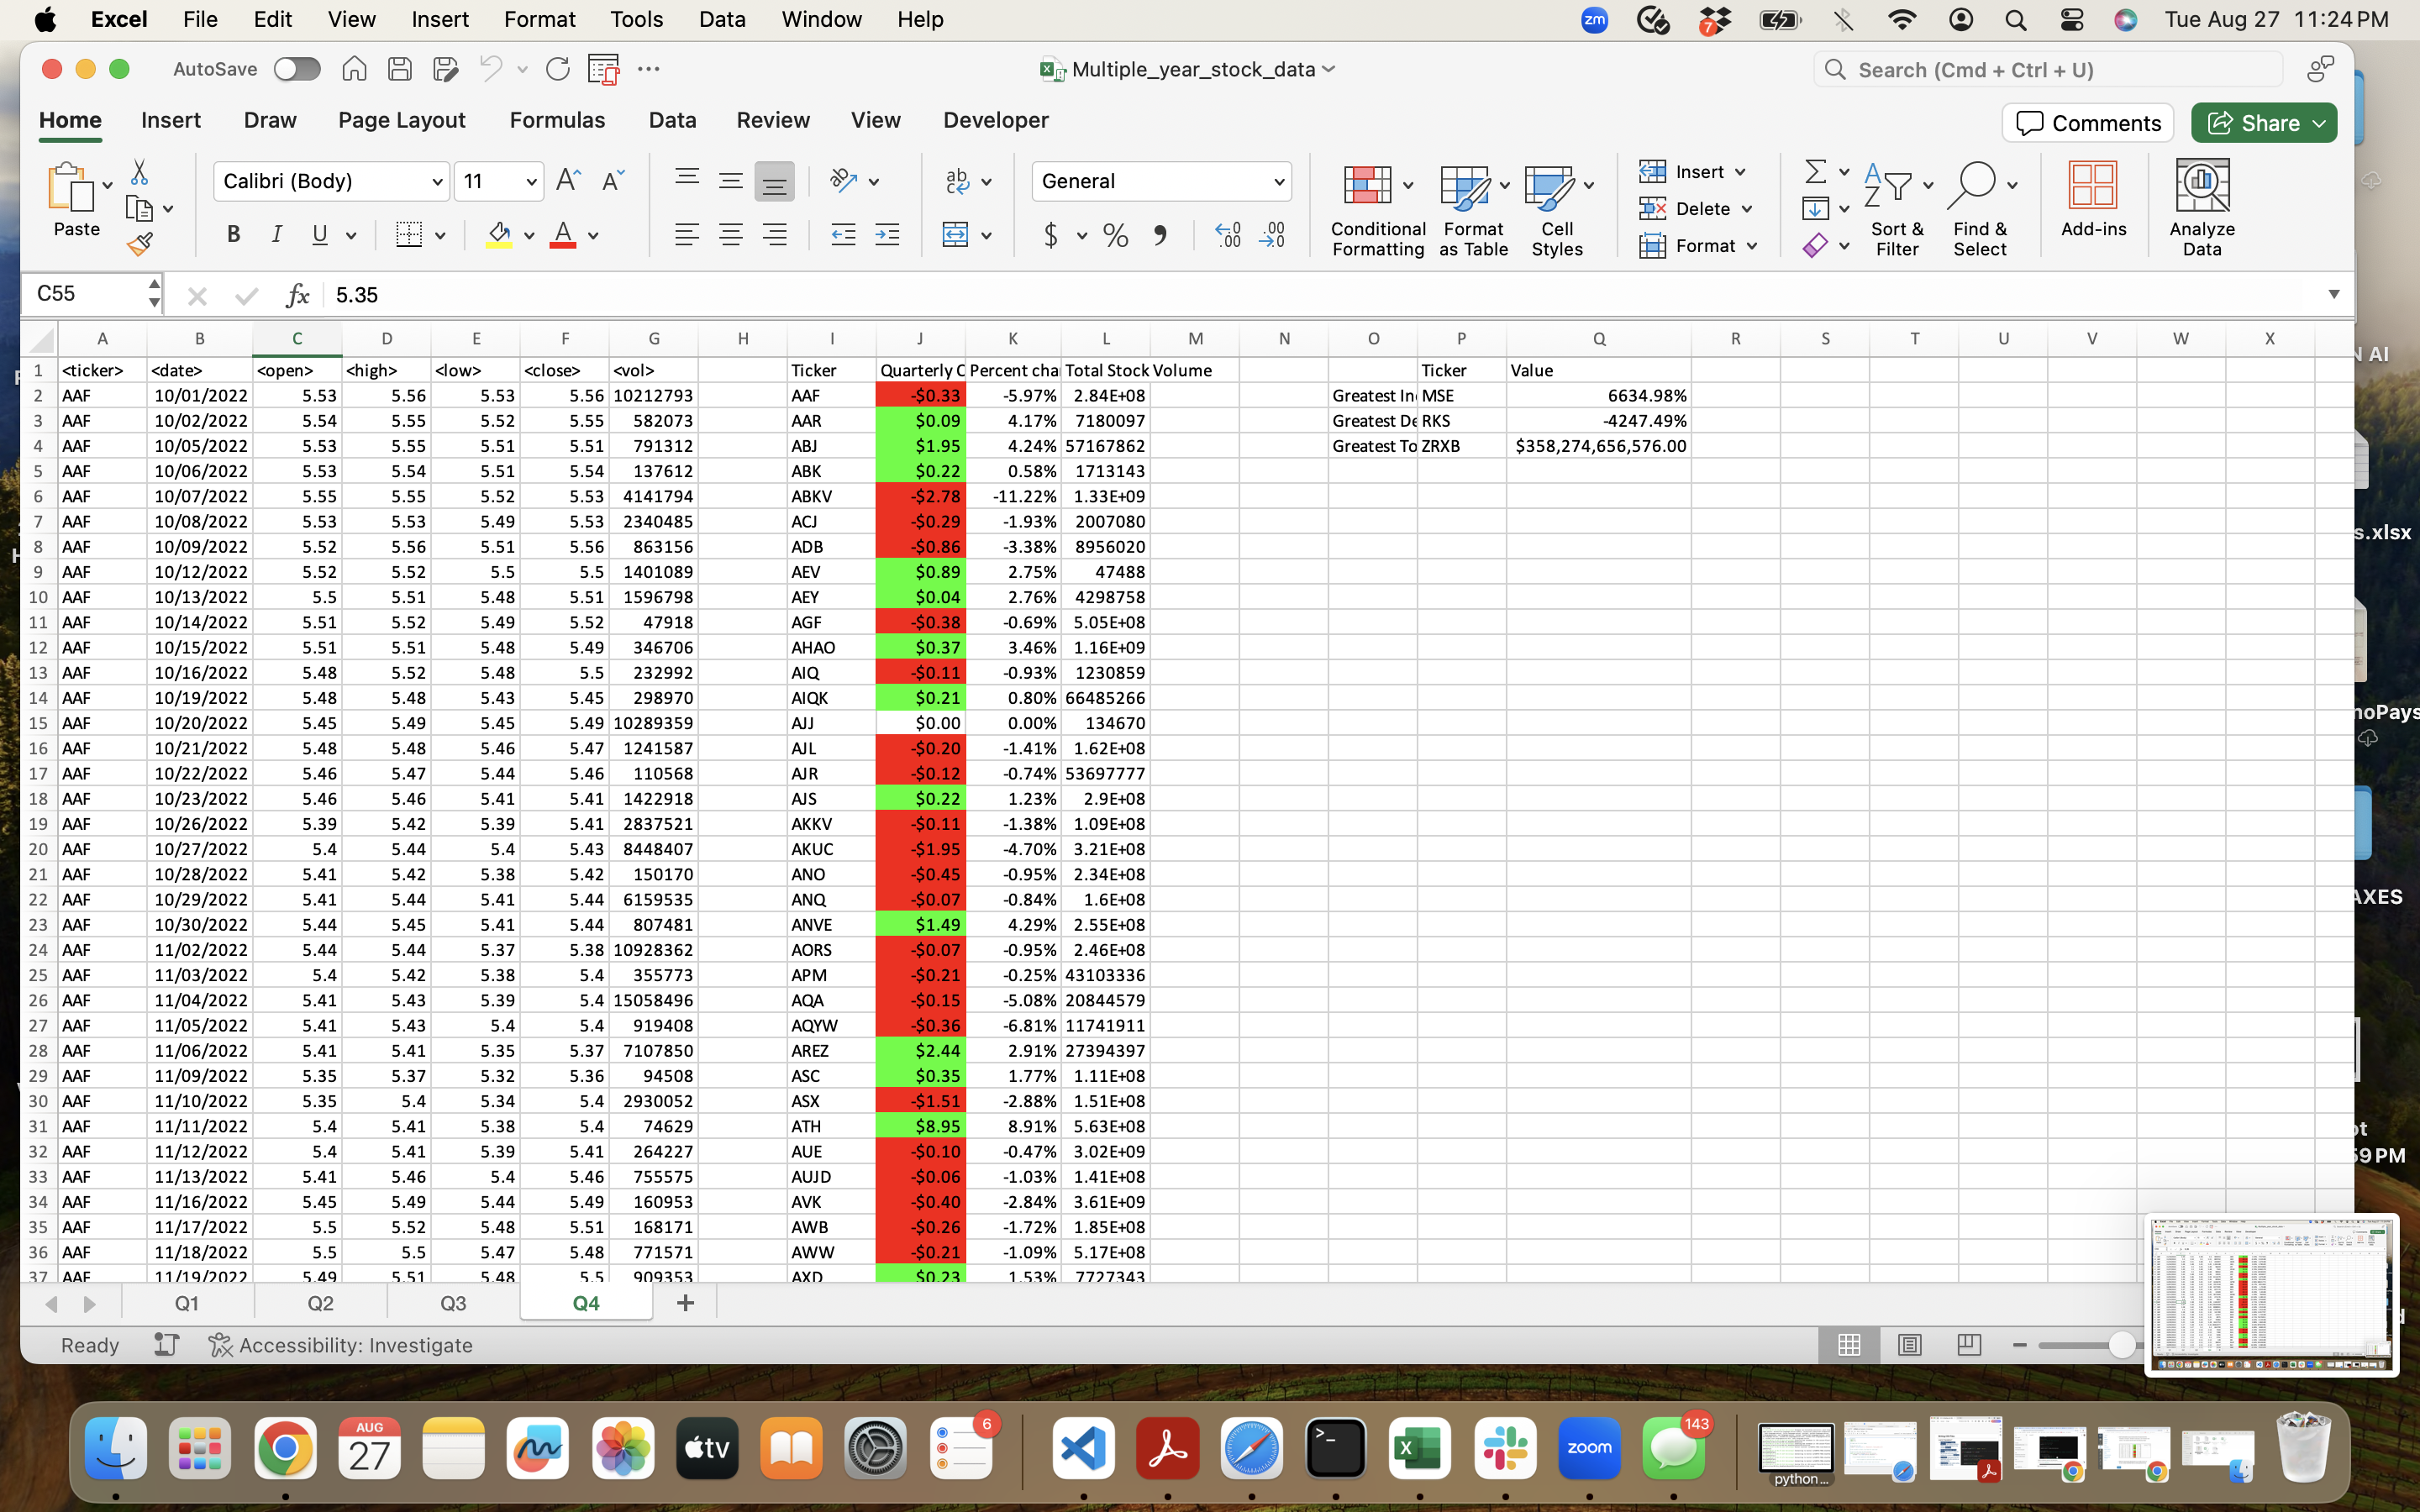 Excel File Edit View Insert Format Tools Data Window Help zm 7 Tue Aug 27 11:24 PM
AutoSave Multiple_year_stock_data Search (Cmd + Ctrl + U)
Home Insert Draw Page Layout Formulas Data Review View Developer Comments Share
Paste Calibri (Body) 11 General Conditional Formatting Format as Table Cell Styles Insert Delete Format Sort & Filter Find & Select Add-ins Analyze Data
C55 fx 5.35
A B C D E F G H I J K L M N O P Q R S T U V W X
1 <ticker> <date> <open> <high> <low> <close> <vol> Ticker Quarterly C Percent cha Total Stock Volume Ticker Value
2 AAF 10/01/2022 5.53 5.56 5.53 5.56 10212793 AAF -$0.33 -5.97% 2.84E+08 Greatest In MSE 6634.98%
3 AAF 10/02/2022 5.54 5.55 5.52 5.55 582073 AAR $0.09 4.17% 7180097 Greatest De RKS -4247.49%
4 AAF 10/05/2022 5.53 5.55 5.51 5.51 791312 ABJ $1.95 4.24% 57167862 Greatest To ZRXB $358,274,656,576.00
5 AAF 10/06/2022 5.53 5.54 5.51 5.54 137612 ABK $0.22 0.58% 1713143
6 AAF 10/07/2022 5.55 5.55 5.52 5.53 4141794 ABKV -$2.78 -11.22% 1.33E+09
7 AAF 10/08/2022 5.53 5.53 5.49 5.53 2340485 ACJ -$0.29 -1.93% 2007080
8 AAF 10/09/2022 5.52 5.56 5.51 5.56 863156 ADB -$0.86 -3.38% 8956020
9 AAF 10/12/2022 5.52 5.52 5.5 5.5 1401089 AEV $0.89 2.75% 47488
10 AAF 10/13/2022 5.5 5.51 5.48 5.51 1596798 AEY $0.04 2.76% 4298758
11 AAF 10/14/2022 5.51 5.52 5.49 5.52 47918 AGF -$0.38 -0.69% 5.05E+08
12 AAF 10/15/2022 5.51 5.51 5.48 5.49 346706 AHAO $0.37 3.46% 1.16E+09
13 AAF 10/16/2022 5.48 5.52 5.48 5.5 232992 AIQ -$0.11 -0.93% 1230859
14 AAF 10/19/2022 5.48 5.48 5.43 5.45 298970 AIQK $0.21 0.80% 66485266
15 AAF 10/20/2022 5.45 5.49 5.45 5.49 10289359 AJJ $0.00 0.00% 134670
16 AAF 10/21/2022 5.48 5.48 5.46 5.47 1241587 AJL -$0.20 -1.41% 1.62E+08
17 AAF 10/22/2022 5.46 5.47 5.44 5.46 110568 AJR -$0.12 -0.74% 53697777
18 AAF 10/23/2022 5.46 5.46 5.41 5.41 1422918 AJS $0.22 1.23% 2.9E+08
19 AAF 10/26/2022 5.39 5.42 5.39 5.41 2837521 AKKV -$0.11 -1.38% 1.09E+08
20 AAF 10/27/2022 5.4 5.44 5.4 5.43 8448407 AKUC -$1.95 -4.70% 3.21E+08
21 AAF 10/28/2022 5.41 5.42 5.38 5.42 150170 ANO -$0.45 -0.95% 2.34E+08
22 AAF 10/29/2022 5.41 5.44 5.41 5.44 6159535 ANQ -$0.07 -0.84% 1.6E+08
23 AAF 10/30/2022 5.44 5.45 5.41 5.44 807481 ANVE $1.49 4.29% 2.55E+08
24 AAF 11/02/2022 5.44 5.44 5.37 5.38 10928362 AORS -$0.07 -0.95% 2.46E+08
25 AAF 11/03/2022 5.4 5.42 5.38 5.4 355773 APM -$0.21 -0.25% 43103336
26 AAF 11/04/2022 5.41 5.43 5.39 5.4 15058496 AQA -$0.15 -5.08% 20844579
27 AAF 11/05/2022 5.41 5.43 5.4 5.4 919408 AQYW -$0.36 -6.81% 11741911
28 AAF 11/06/2022 5.41 5.41 5.35 5.37 7107850 AREZ $2.44 2.91% 27394397
29 AAF 11/09/2022 5.35 5.37 5.32 5.36 94508 ASC $0.35 1.77% 1.11E+08
30 AAF 11/10/2022 5.35 5.4 5.34 5.4 2930052 ASX -$1.51 -2.88% 1.51E+08
31 AAF 11/11/2022 5.4 5.41 5.38 5.4 74629 ATH $8.95 8.91% 5.63E+08
32 AAF 11/12/2022 5.4 5.41 5.39 5.41 264227 AUE -$0.10 -0.47% 3.02E+09
33 AAF 11/13/2022 5.41 5.46 5.4 5.46 755575 AUJD -$0.06 -1.03% 1.41E+08
34 AAF 11/16/2022 5.45 5.49 5.44 5.49 160953 AVK -$0.40 -2.84% 3.61E+09
35 AAF 11/17/2022 5.5 5.52 5.48 5.51 168171 AWB -$0.26 -1.72% 1.85E+08
36 AAF 11/18/2022 5.5 5.5 5.47 5.48 771571 AWW -$0.21 -1.09% 5.17E+08
37 AAF 11/19/2022 5.49 5.51 5.48 5.5 909353 AXD $0.23 1.53% 7727343
Q1 Q2 Q3 Q4 +
Ready Accessibility: Investigate
N AI
s.xlsx
noPays
AXES
ot
59 PM
AUG 27 tv 6 zoom 143 python...